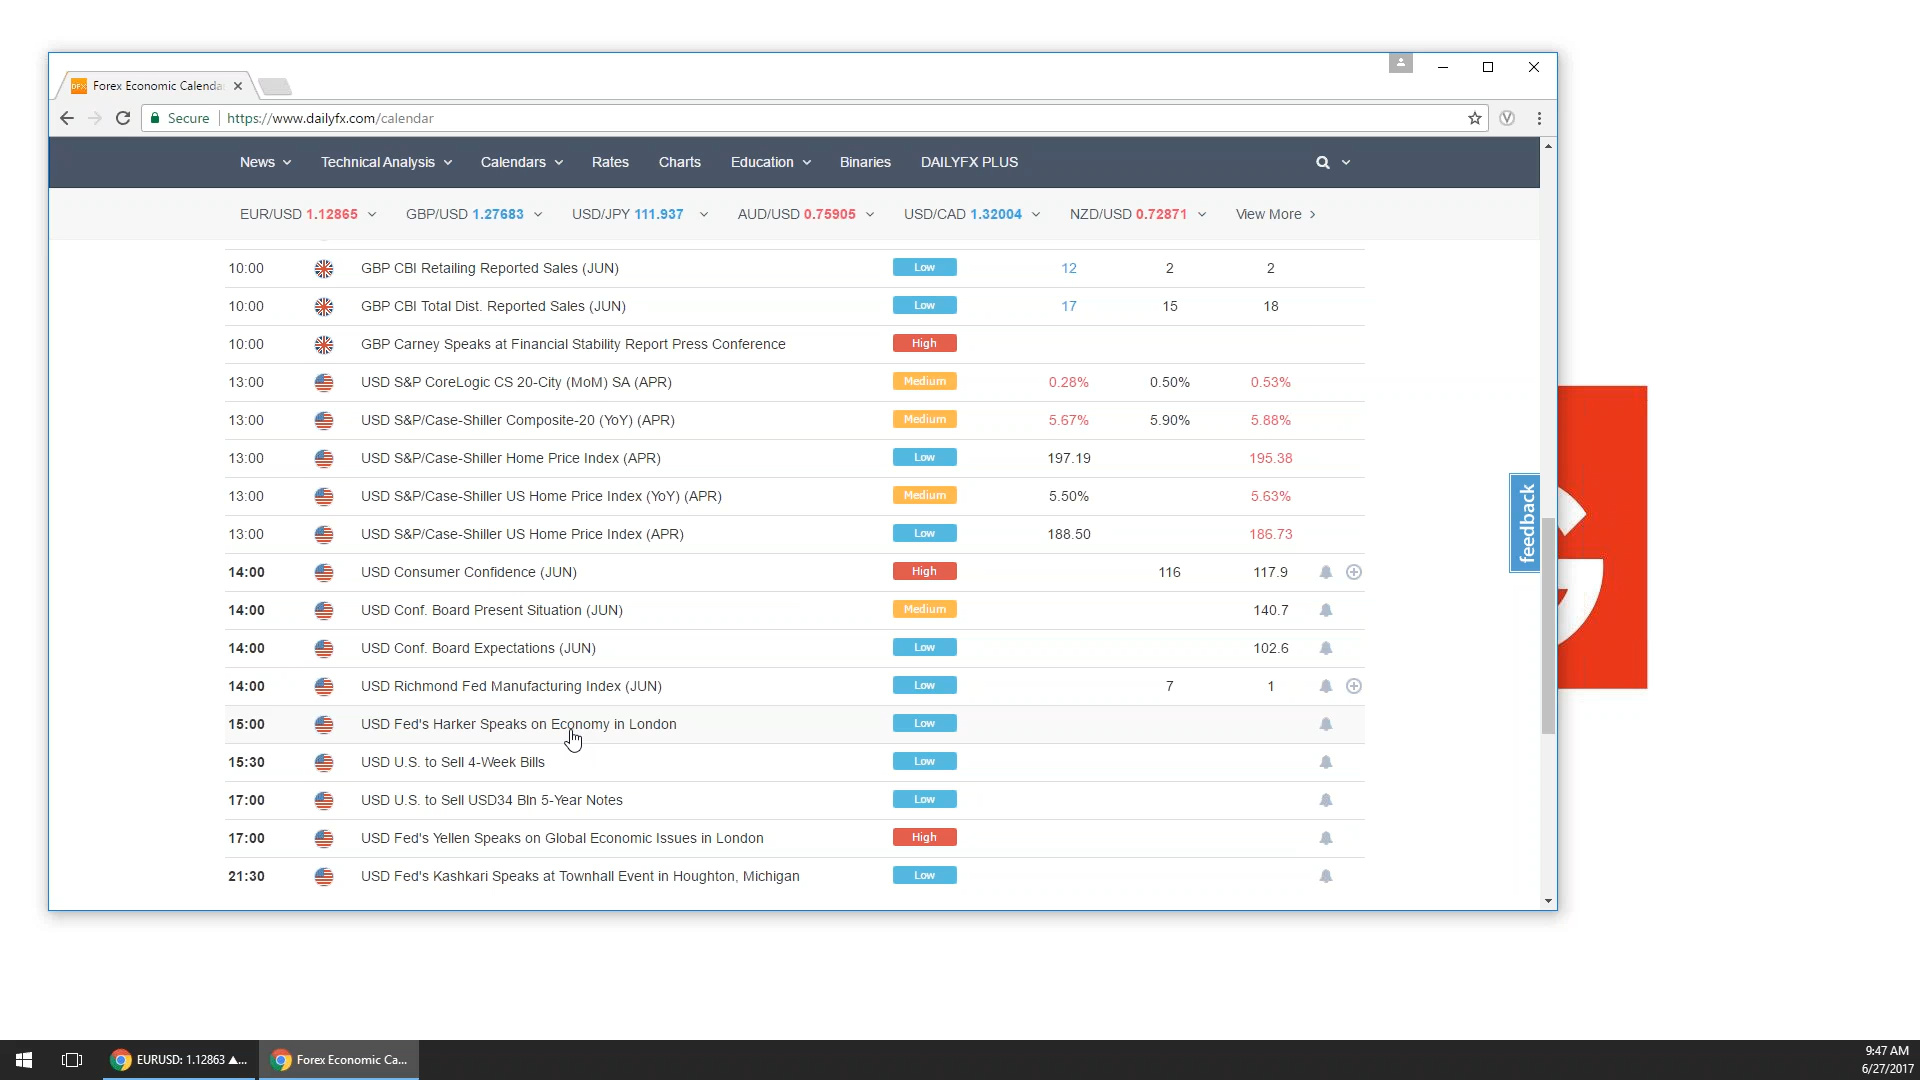 Forex Economic Calenda
Secure https://www.dailyfx.com/calendar
News Technical Analysis Calendars Rates Charts Education Binaries DAILYFX PLUS
EUR/USD 1.12865 GBP/USD 1.27683 USD/JPY 111.937 AUD/USD 0.75905 USD/CAD 1.32004 NZD/USD 0.72871 View More
10:00 GBP CBI Retailing Reported Sales (JUN) Low 12 2 2
10:00 GBP CBI Total Dist. Reported Sales (JUN) Low 17 15 18
10:00 GBP Carney Speaks at Financial Stability Report Press Conference High
13:00 USD S&P CoreLogic CS 20-City (MoM) SA (APR) Medium 0.28% 0.50% 0.53%
13:00 USD S&P/Case-Shiller Composite-20 (YoY) (APR) Medium 5.67% 5.90% 5.88%
13:00 USD S&P/Case-Shiller Home Price Index (APR) Low 197.19 195.38
13:00 USD S&P/Case-Shiller US Home Price Index (YoY) (APR) Medium 5.50% 5.63%
13:00 USD S&P/Case-Shiller US Home Price Index (APR) Low 188.50 186.73
feedback
14:00 USD Consumer Confidence (JUN) High 116 117.9
14:00 USD Conf. Board Present Situation (JUN) Medium 140.7
14:00 USD Conf. Board Expectations (JUN) Low 102.6
14:00 USD Richmond Fed Manufacturing Index (JUN) Low 7 1
15:00 USD Fed's Harker Speaks on Economy in London Low
15:30 USD U.S. to Sell 4-Week Bills Low
17:00 USD U.S. to Sell USD34 Bln 5-Year Notes Low
17:00 USD Fed's Yellen Speaks on Global Economic Issues in London High
21:30 USD Fed's Kashkari Speaks at Townhall Event in Houghton, Michigan Low
EURUSD: 1.12863 ▲... Forex Economic Ca... 9:47 AM
6/27/2017